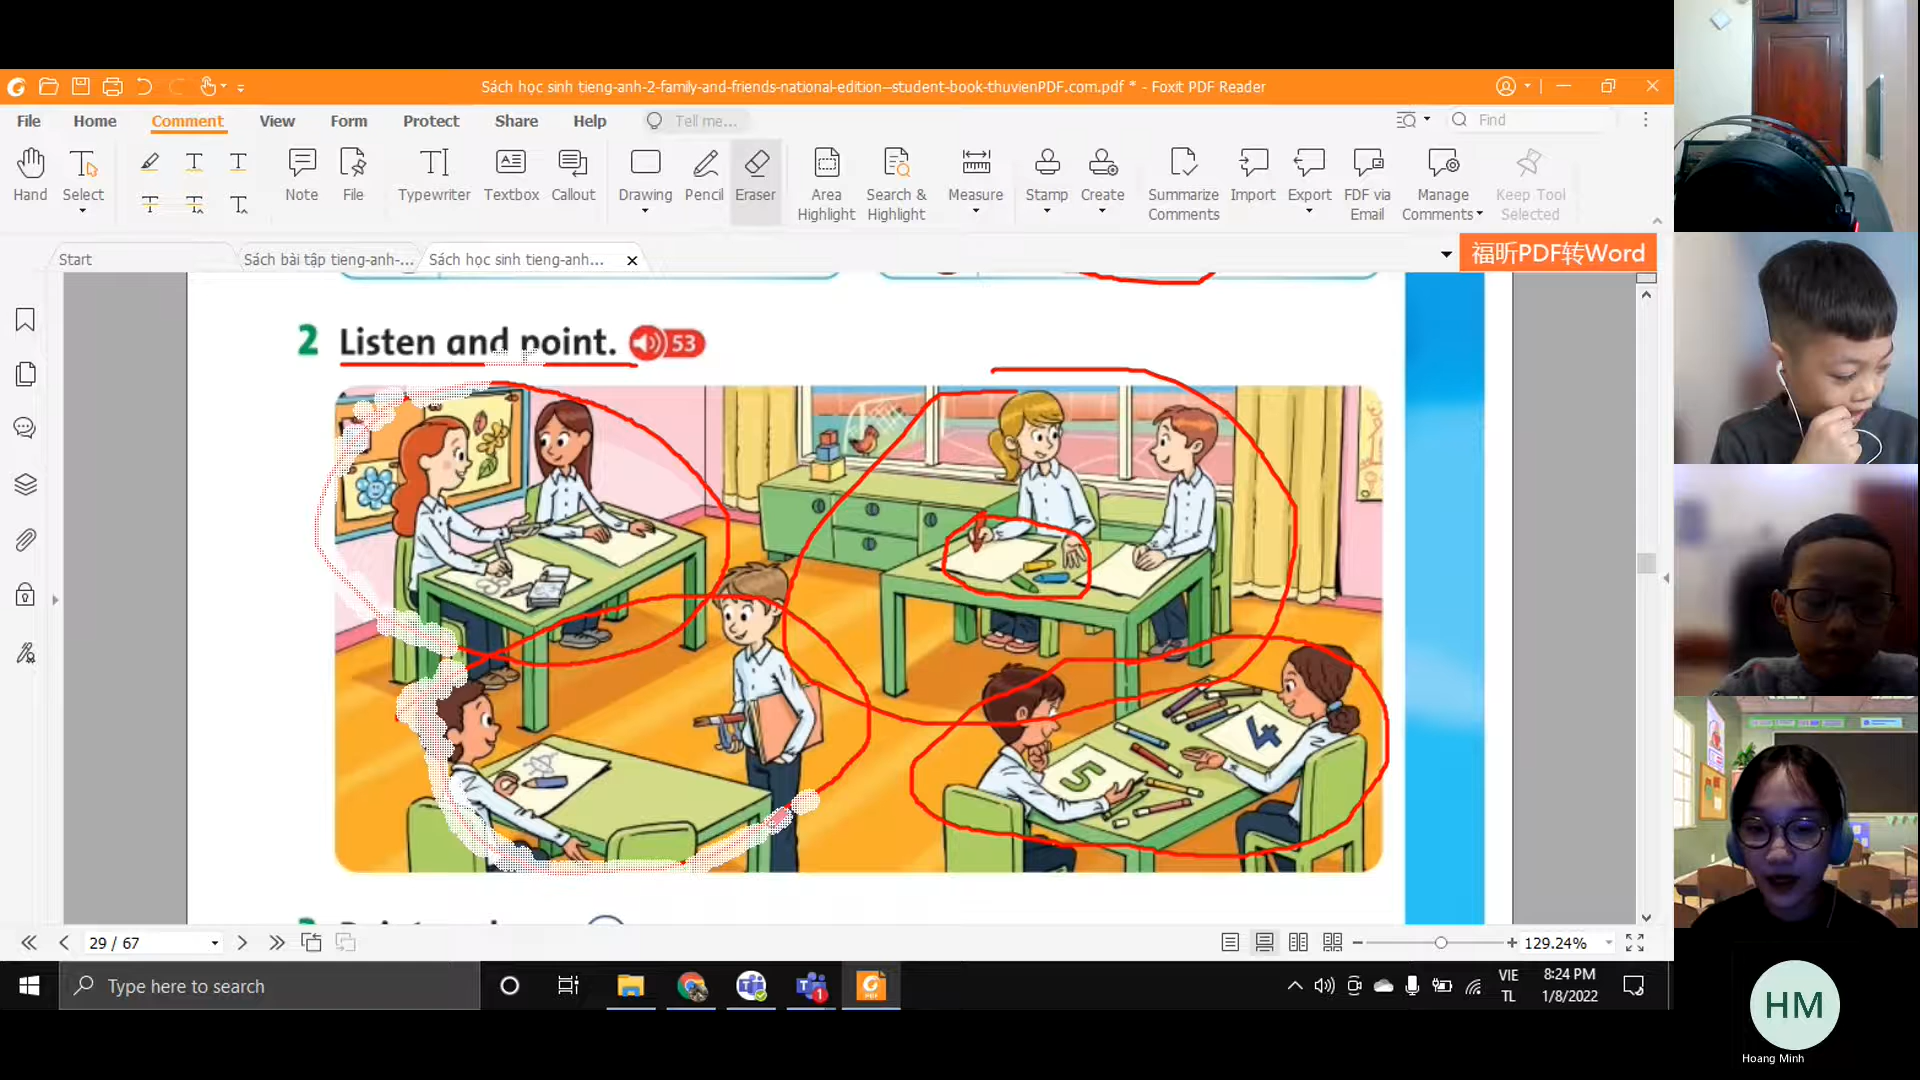 Sách học sinh tieng-anh-2-family-and-friends-national-edition--student-book-thuvienPDF.com.pdf * - Foxit PDF Reader
File Home Comment View Form Protect Share Help Tell me... Find
Hand Select Note File Typewriter Textbox Callout Drawing Pencil Eraser Area Highlight Search & Highlight Measure Stamp Create Summarize Comments Import Export FDF via Email Manage Comments Keep Tool Selected
Start Sách bài tập tieng-anh-... Sách học sinh tieng-anh... 福昕PDF转Word
2 Listen and point. 53
4
5
29 / 67 129.24%
Type here to search
1
VIE 8:24 PM
TL 1/8/2022
HM
Hoang Minh